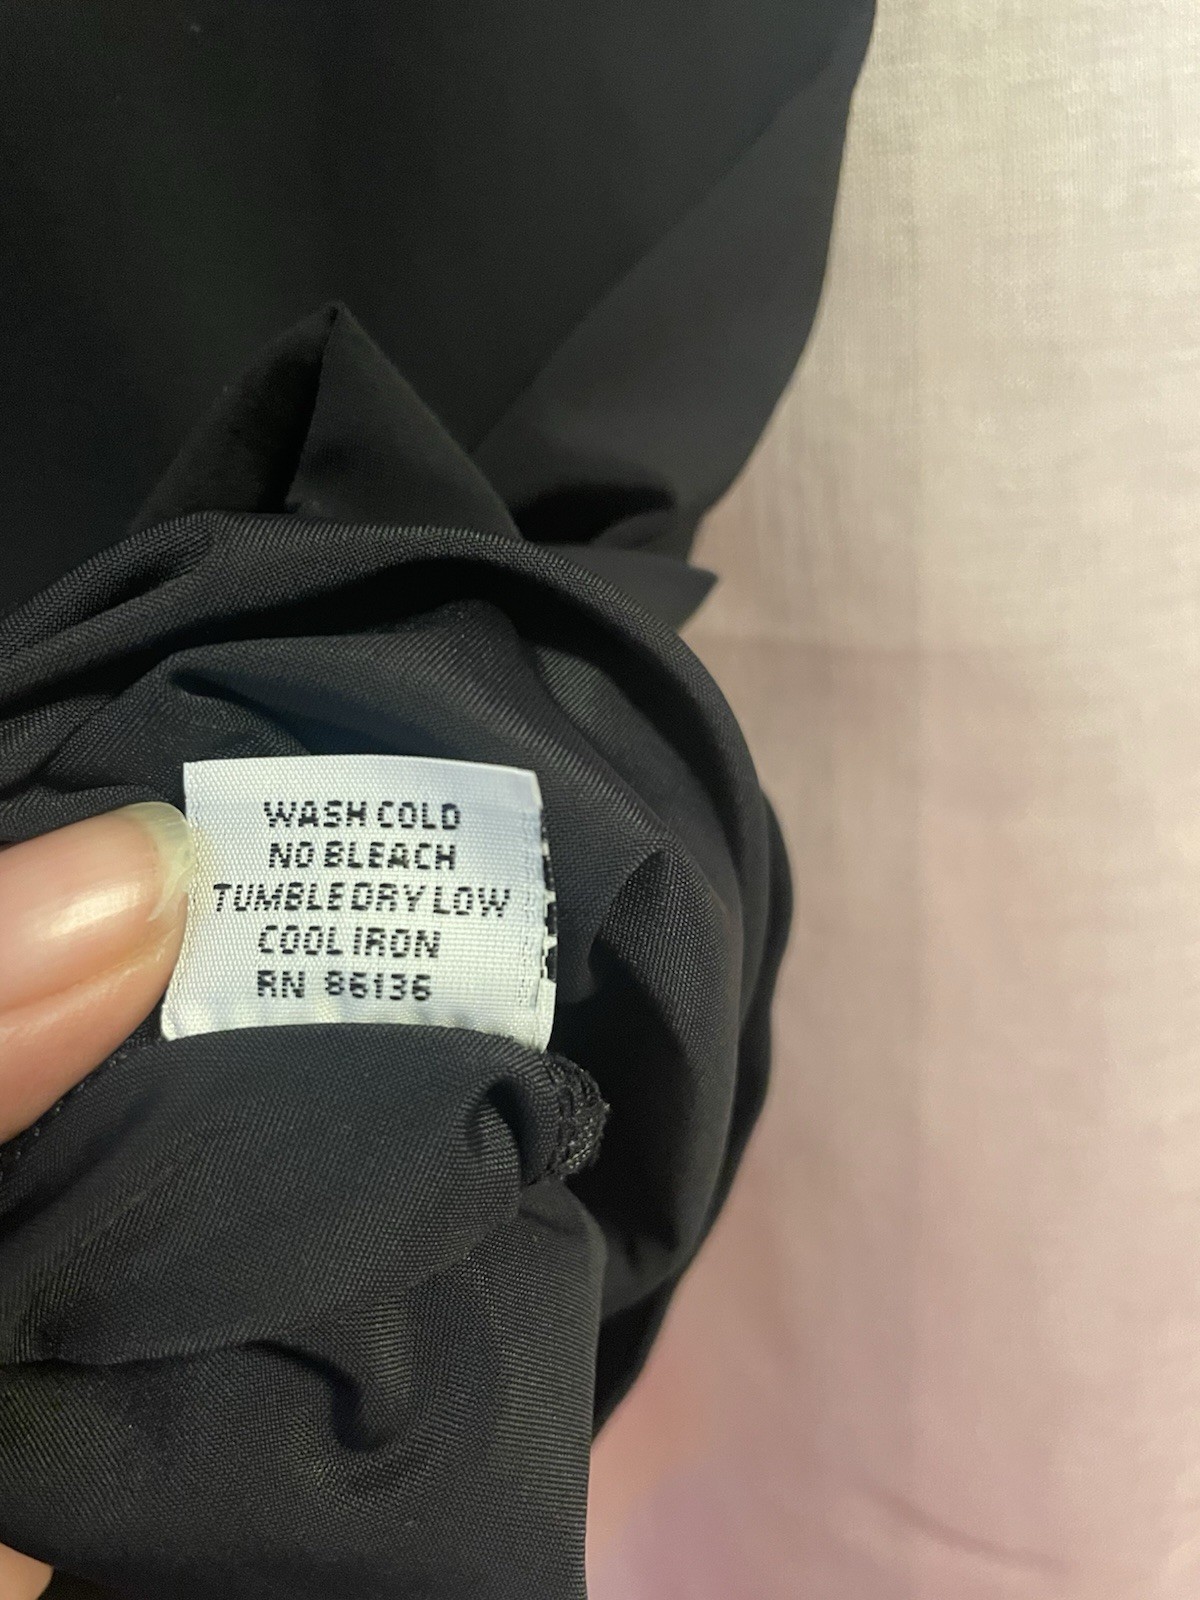 WASH COLD
NO BLEACH
TUMBLE DRY LOW
COOL IRON
RN 86136